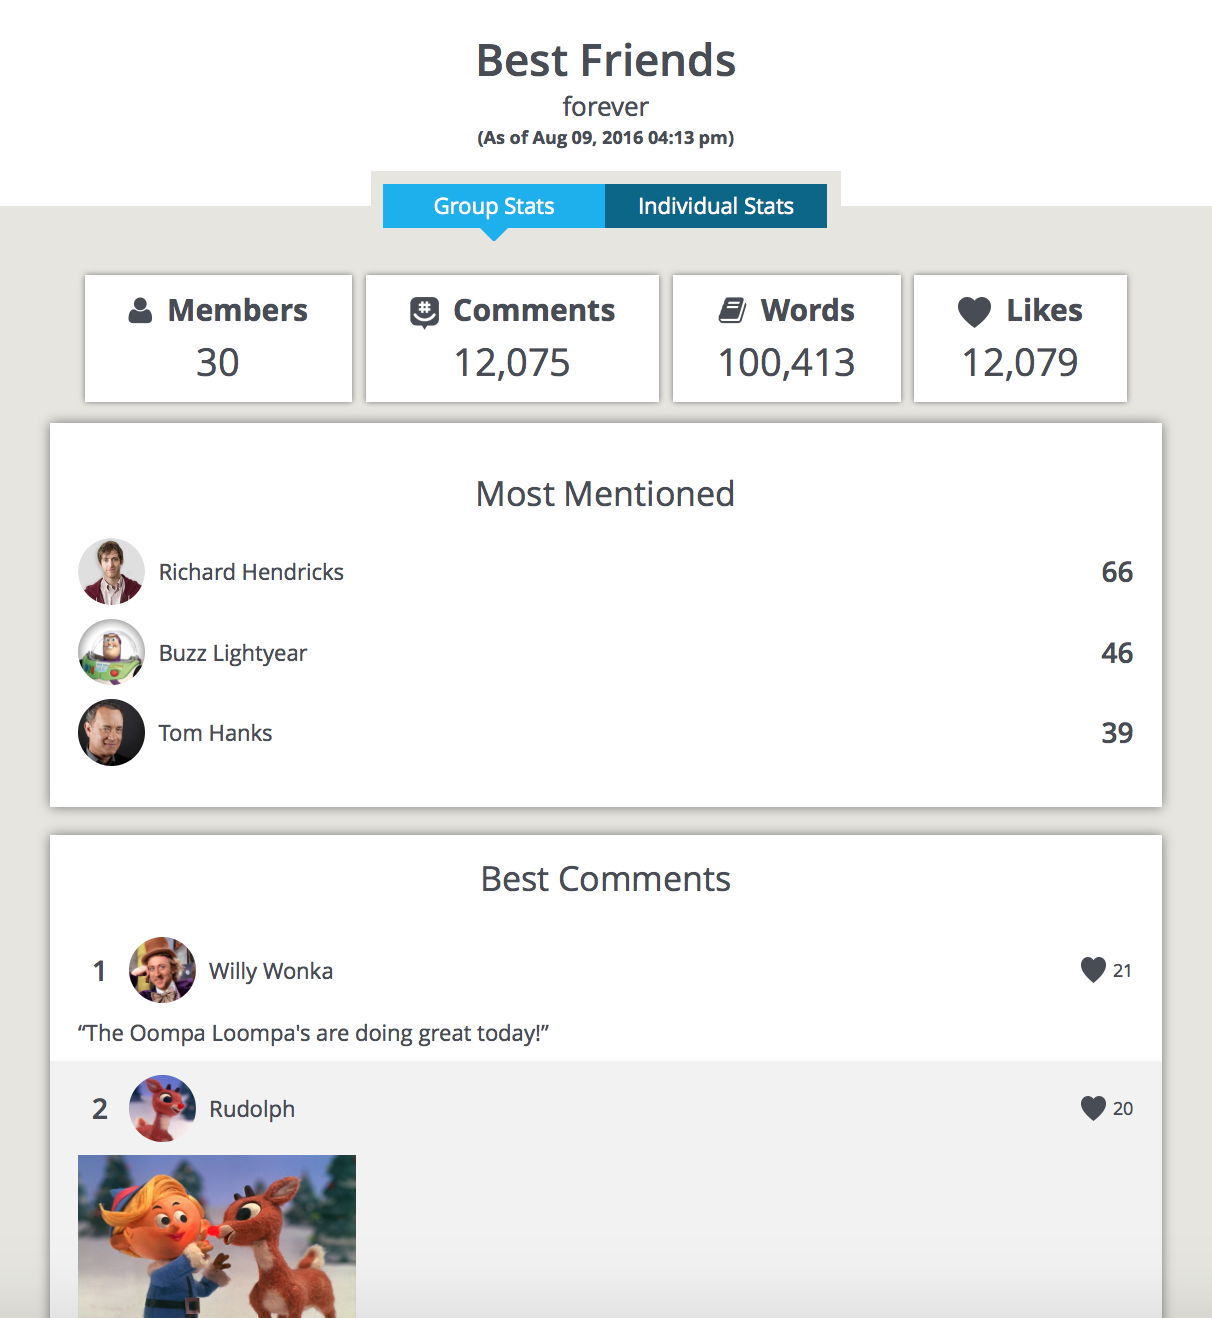 Best Friends
forever
(As of Aug 09, 2016 04:13 pm)
Group Stats Individual Stats
Members Comments Words Likes
30 12,075 100,413 12,079
Most Mentioned
Richard Hendricks 66
Buzz Lightyear 46
Tom Hanks 39
Best Comments
1 Willy Wonka 21
“The Oompa Loompa's are doing great today!”
2 Rudolph 20